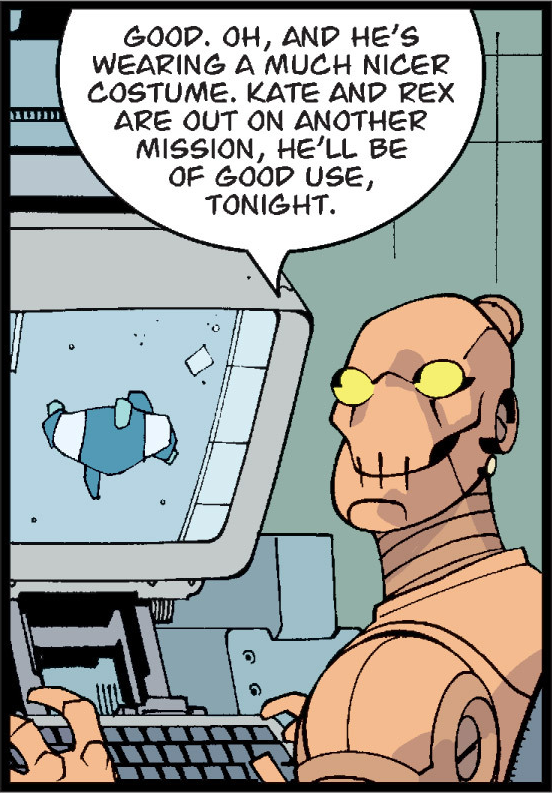 GOOD. OH, AND HE'S
WEARING A MUCH NICER
COSTUME. KATE AND REX
ARE OUT ON ANOTHER
MISSION, HE'LL BE
OF GOOD USE,
TONIGHT.